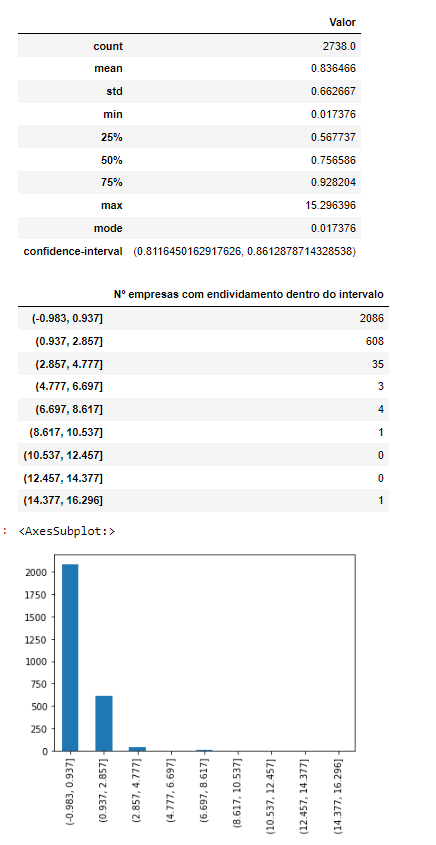 Valor
count 2738.0
mean 0.836466
std 0.662667
min 0.017376
25% 0.567737
50% 0.756586
75% 0.928204
max 15.296396
mode 0.017376
confidence-interval (0.8116450162917626, 0.8612878714328538)
Nº empresas com endividamento dentro do intervalo
(-0.983, 0.937] 2086
(0.937, 2.857] 608
(2.857, 4.777] 35
(4.777, 6.697] 3
(6.697, 8.617] 4
(8.617, 10.537] 1
(10.537, 12.457] 0
(12.457, 14.377] 0
(14.377, 16.296] 1
: <AxesSubplot:>
2000
1750
1500
1250
1000
750
500
250
0
(-0.983, 0.937]
(0.937, 2.857]
(2.857, 4.777]
(4.777, 6.697]
(6.697, 8.617]
(8.617, 10.537]
(10.537, 12.457]
(12.457, 14.377]
(14.377, 16.296]